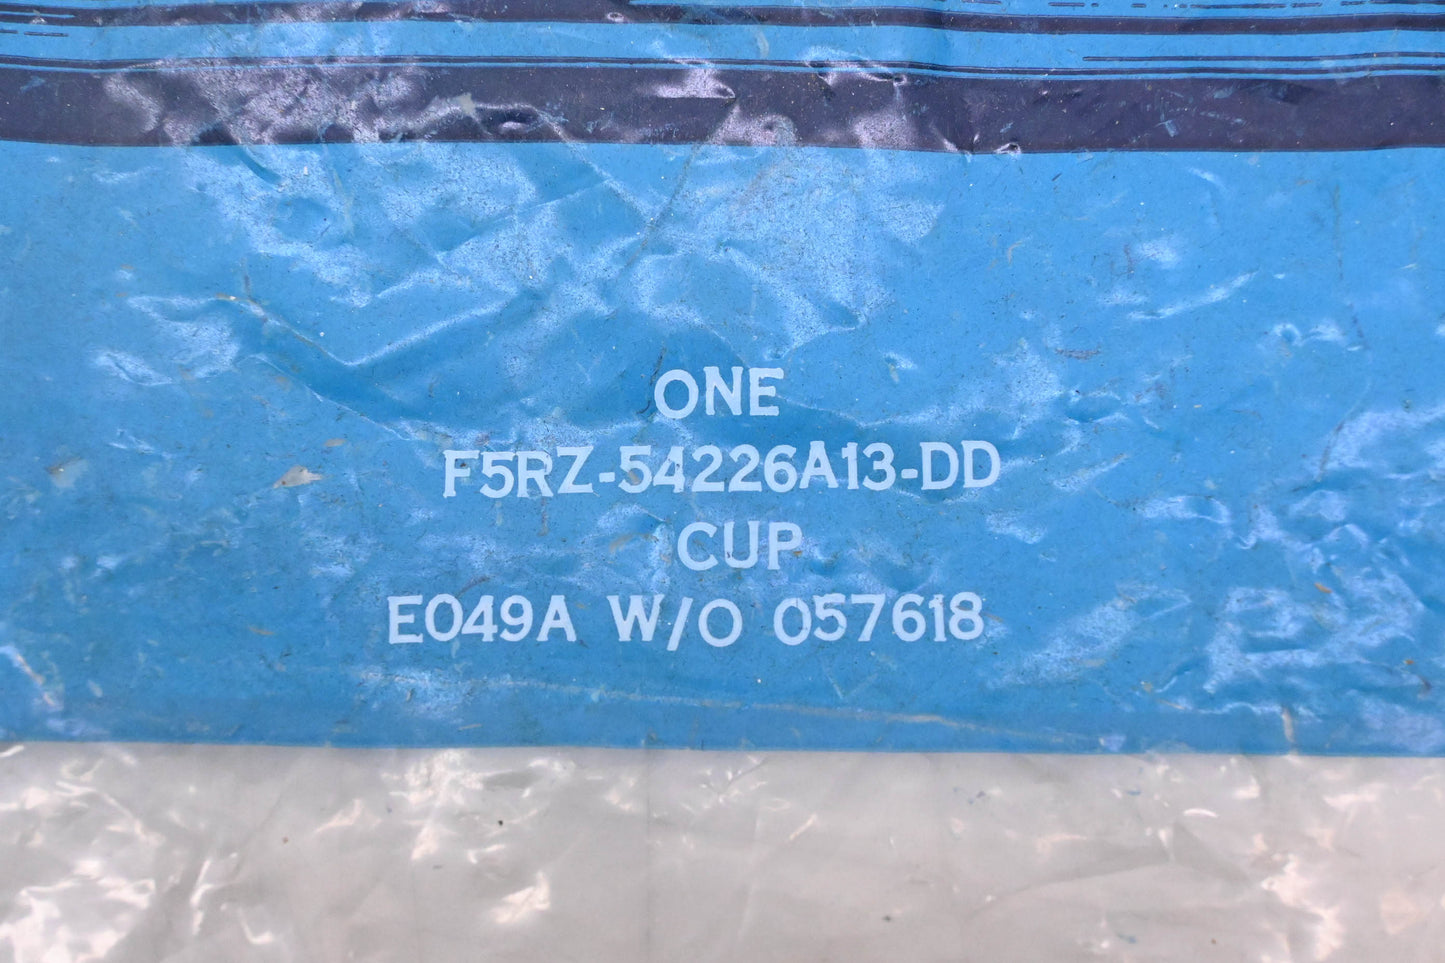 ONE
F5RZ-54226A13-DD
CUP
E049A W/O 057618